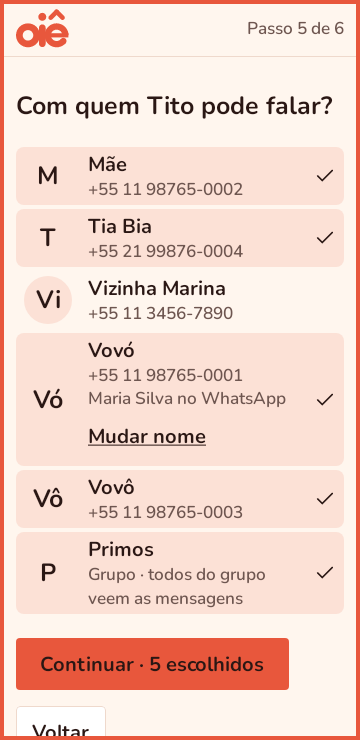 oiê
Passo 5 de 6
Com quem Tito pode falar?
M
Mãe
+55 11 98765-0002
T
Tia Bia
+55 21 99876-0004
Vi
Vizinha Marina
+55 11 3456-7890
Vovó
+55 11 98765-0001
Vó
Maria Silva no WhatsApp
Mudar nome
Vô
Vovô
+55 11 98765-0003
Primos
P
Grupo · todos do grupo
veem as mensagens
Continuar · 5 escolhidos
Voltar